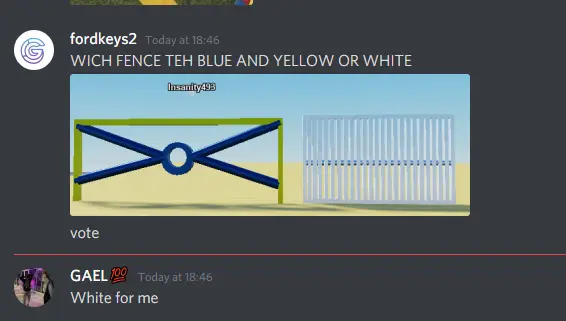 fordkeys2 Today at 18:46
WICH FENCE TEH BLUE AND YELLOW OR WHITE
Insanity493
vote
GAEL💯 Today at 18:46
White for me